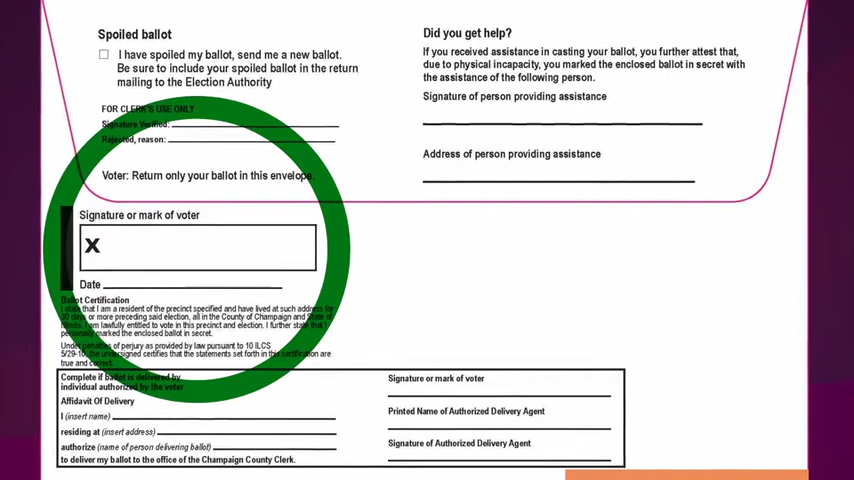 Spoiled ballot
I have spoiled my ballot, send me a new ballot.
Be sure to include your spoiled ballot in the return
mailing to the Election Authority
FOR CLERK'S USE ONLY
Signature Verified:
Rejected, reason:
Voter: Return only your ballot in this envelope.
Did you get help?
If you received assistance in casting your ballot, you further attest that,
due to physical incapacity, you marked the enclosed ballot in secret with
the assistance of the following person.
Signature of person providing assistance
Address of person providing assistance
Signature or mark of voter
X
Date
Ballot Certification
I state that I am a resident of the precinct specified and have lived at such address for
30 days or more preceding said election, all in the County of Champaign and State of
Illinois. I am lawfully entitled to vote in this precinct and election. I further state that I
personally marked the enclosed ballot in secret.
Under penalties of perjury as provided by law pursuant to 10 ILCS
5/29-10, the undersigned certifies that the statements set forth in this certification are
true and correct.
Complete if ballot is delivered by
individual authorized by the voter
Affidavit Of Delivery
I (insert name)
residing at (insert address)
authorize (name of person delivering ballot)
to deliver my ballot to the office of the Champaign County Clerk.
Signature or mark of voter
Printed Name of Authorized Delivery Agent
Signature of Authorized Delivery Agent